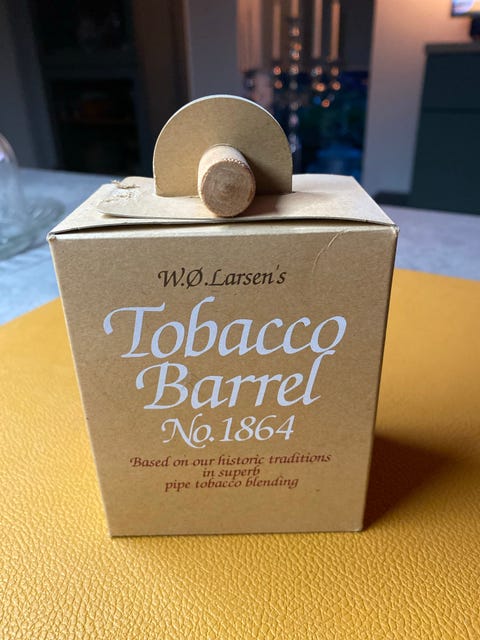 W.Ø.Larsen's
Tobacco
Barrel
No.1864
Based on our historic traditions
in superb
pipe tobacco blending